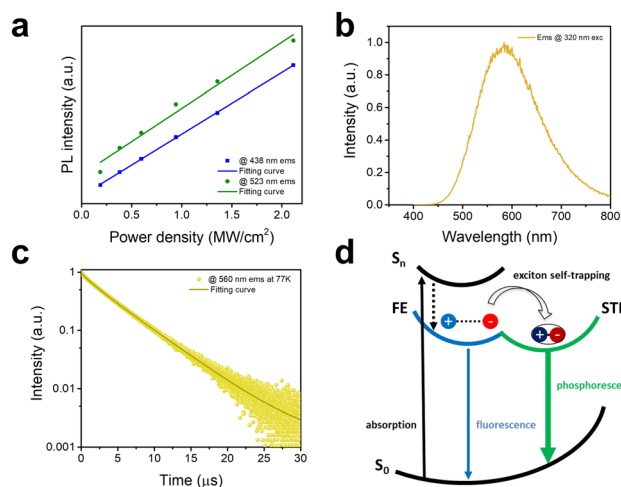 a
PL intensity (a.u.)
@ 438 nm ems
Fitting curve
@ 523 nm ems
Fitting curve
0.0 0.5 1.0 1.5 2.0
Power density (MW/cm²)
b
Ems @ 320 nm exc
Intensity (a.u.)
1.0
0.8
0.6
0.4
0.2
0.0
400 500 600 700 800
Wavelength (nm)
c
@ 560 nm ems at 77K
Fitting curve
Intensity (a.u.)
1
0.1
0.01
0.001
0 5 10 15 20 25 30
Time (μs)
d
Sn
exciton self-trapping
FE
STE
+ -
+ -
absorption
fluorescence
phosphoresce
S0